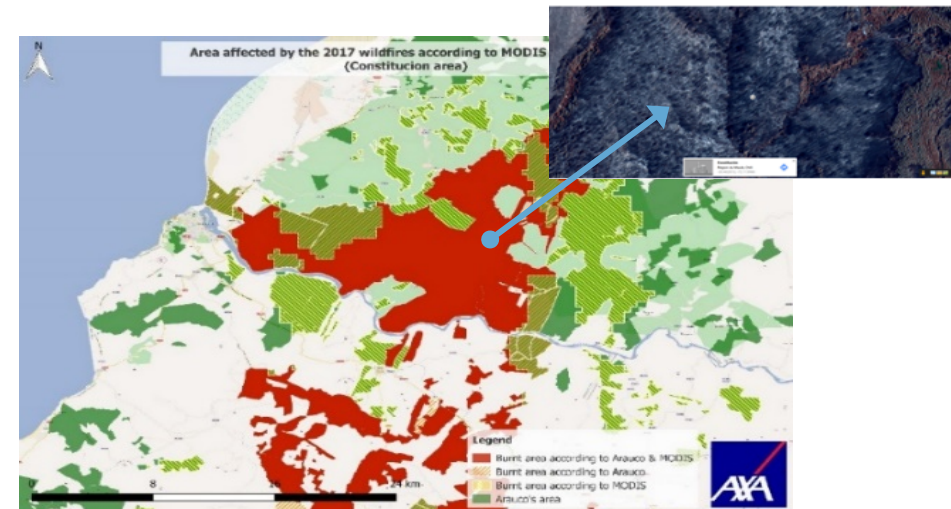 N
Area affected by the 2017 wildfires according to MODIS
(Constitucion area)
Legend
Burnt area according to Arauco & MODIS
Burnt area according to Arauco
Burnt area according to MODIS
Arauco's area
0 8 16 24 km
AXA